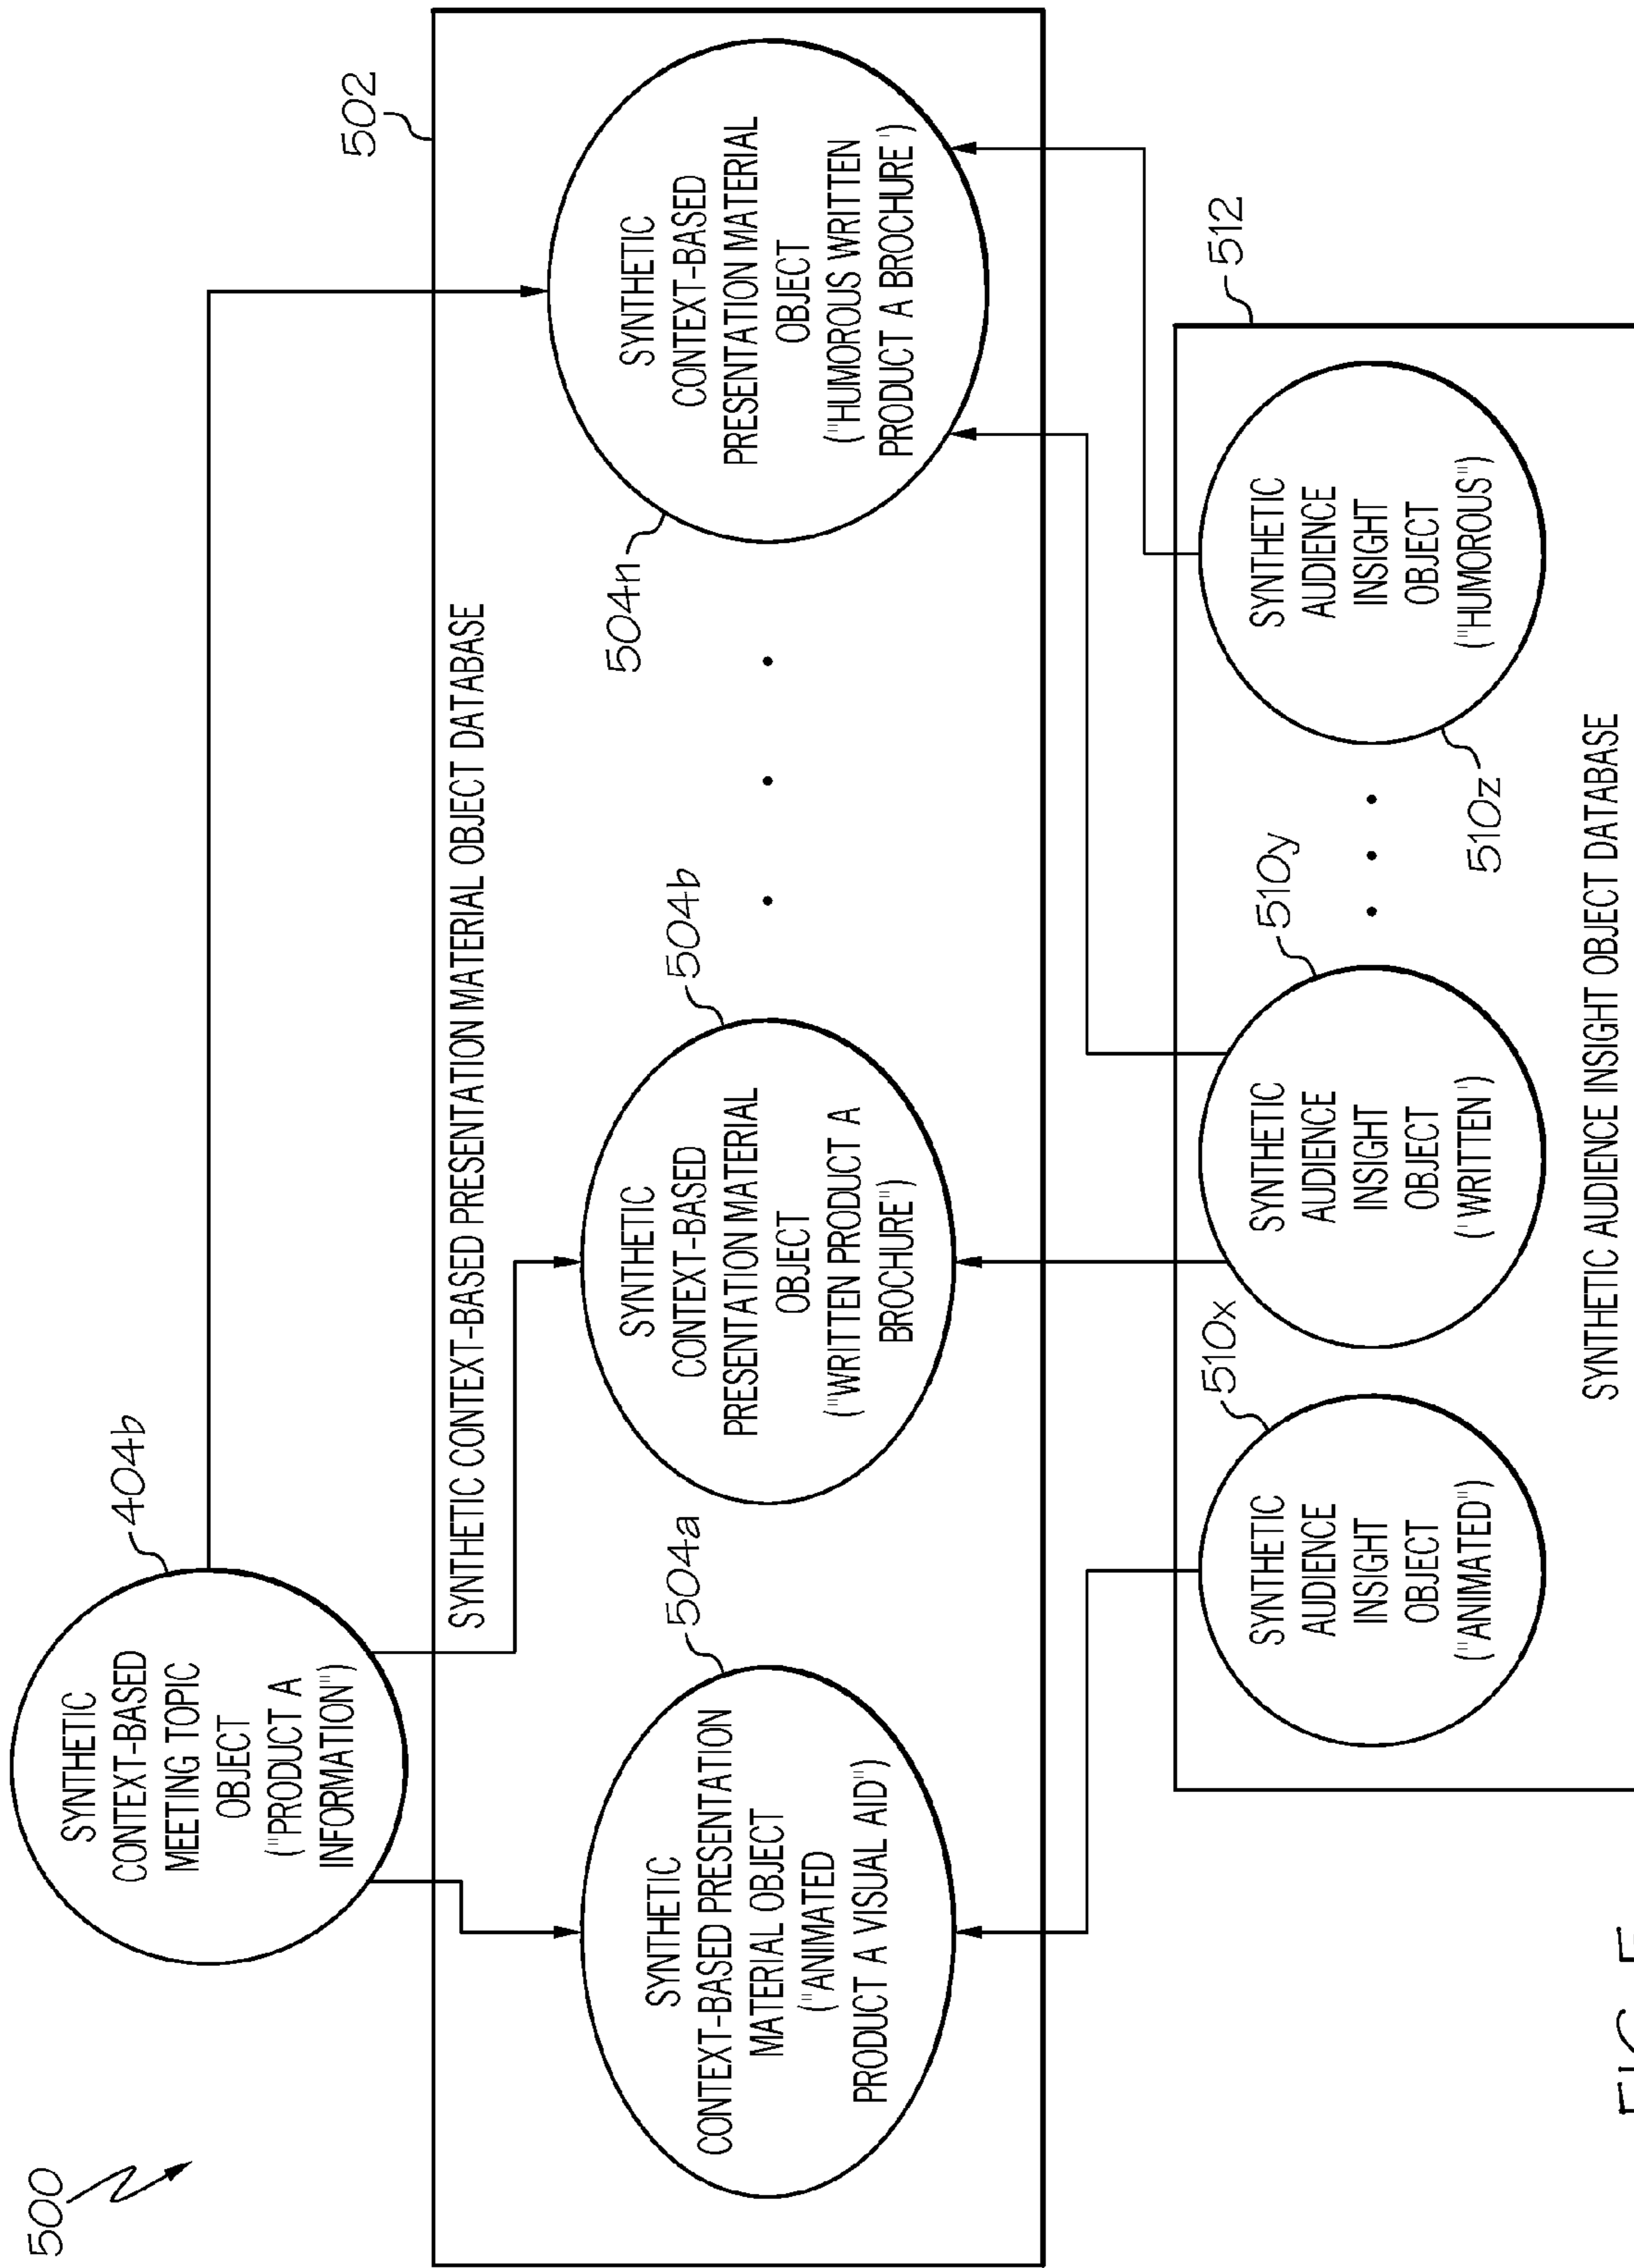 500
SYNTHETIC
CONTEXT-BASED
MEETING TOPIC
OBJECT
("PRODUCT A
INFORMATION")
404b
502
SYNTHETIC CONTEXT-BASED PRESENTATION MATERIAL OBJECT DATABASE
SYNTHETIC
CONTEXT-BASED PRESENTATION
MATERIAL OBJECT
("ANIMATED
PRODUCT A VISUAL AID")
504a
SYNTHETIC
CONTEXT-BASED
PRESENTATION MATERIAL
OBJECT
("WRITTEN PRODUCT A
BROCHURE")
504b
SYNTHETIC
CONTEXT-BASED
PRESENTATION MATERIAL
OBJECT
("HUMOROUS WRITTEN
PRODUCT A BROCHURE')
504n
512
SYNTHETIC
AUDIENCE
INSIGHT
OBJECT
("ANIMATED")
510x
SYNTHETIC
AUDIENCE
INSIGHT
OBJECT
('WRITTEN')
510y
SYNTHETIC
AUDIENCE
INSIGHT
OBJECT
("HUMOROUS")
510z
SYNTHETIC AUDIENCE INSIGHT OBJECT DATABASE